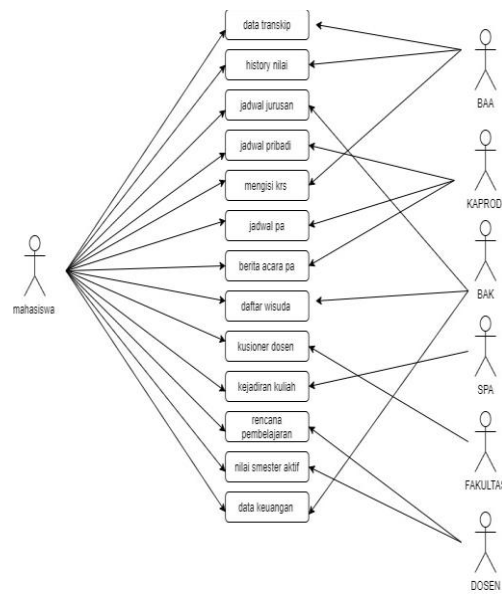 data transkip
history nilai
jadwal jurusan
jadwal pribadi
mengisi krs
jadwal pa
berita acara pa
daftar wisuda
kusioner dosen
kejadiran kuliah
rencana
pembelajaran
nilai smester aktif
data keuangan
mahasiswa
BAA
KAPROD
BAK
SPA
FAKULTAS
DOSEN